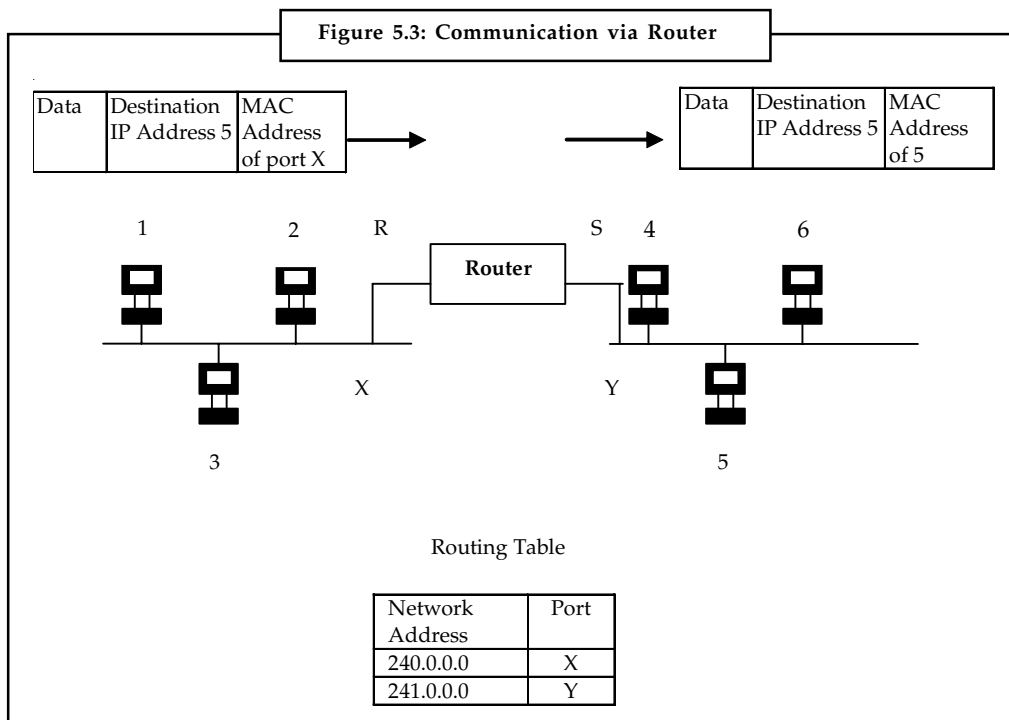 Figure 5.3: Communication via Router
Data Destination IP Address 5 MAC Address of port X
Data Destination IP Address 5 MAC Address of 5
1 2 R S 4 6
Router
X Y
3 5
Routing Table
Network Address Port
240.0.0.0 X
241.0.0.0 Y